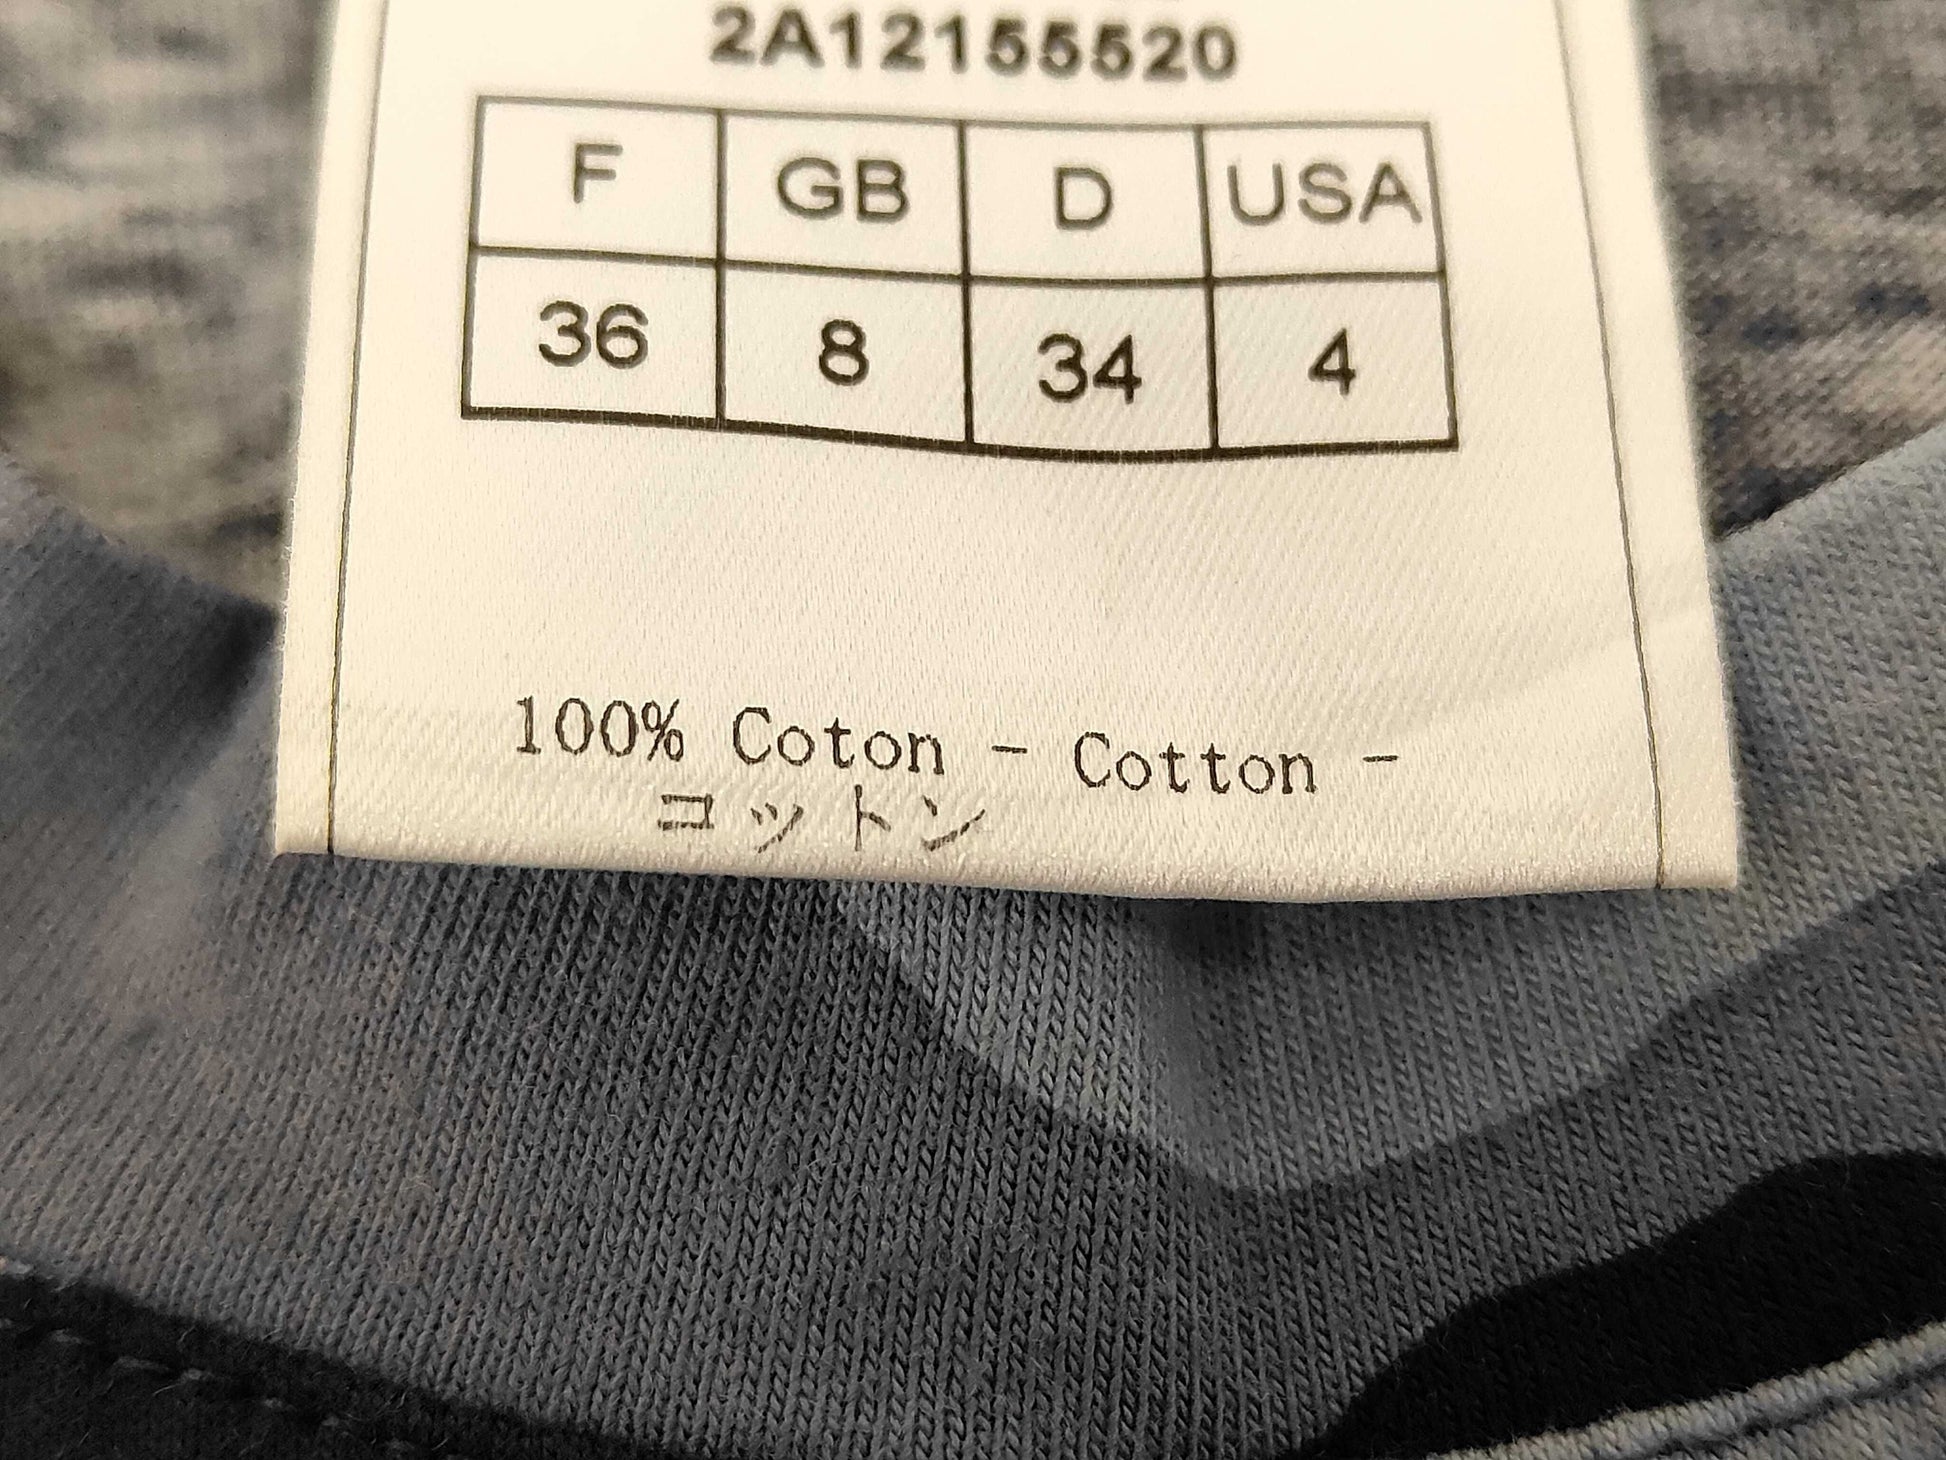 2A12155520
F GB D USA
36 8 34 4
100% Coton - Cotton -
コットン